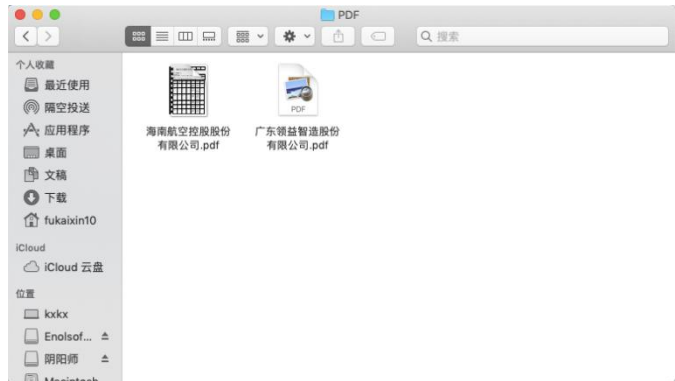 PDF
搜索
个人收藏
最近使用
隔空投送
应用程序
桌面
文稿
下载
fukaixin10
iCloud
iCloud 云盘
位置
kxkx
Enolsof...
阴阳师
Macintosh
PDF
海南航空控股股份
有限公司.pdf
广东领益智造股份
有限公司.pdf